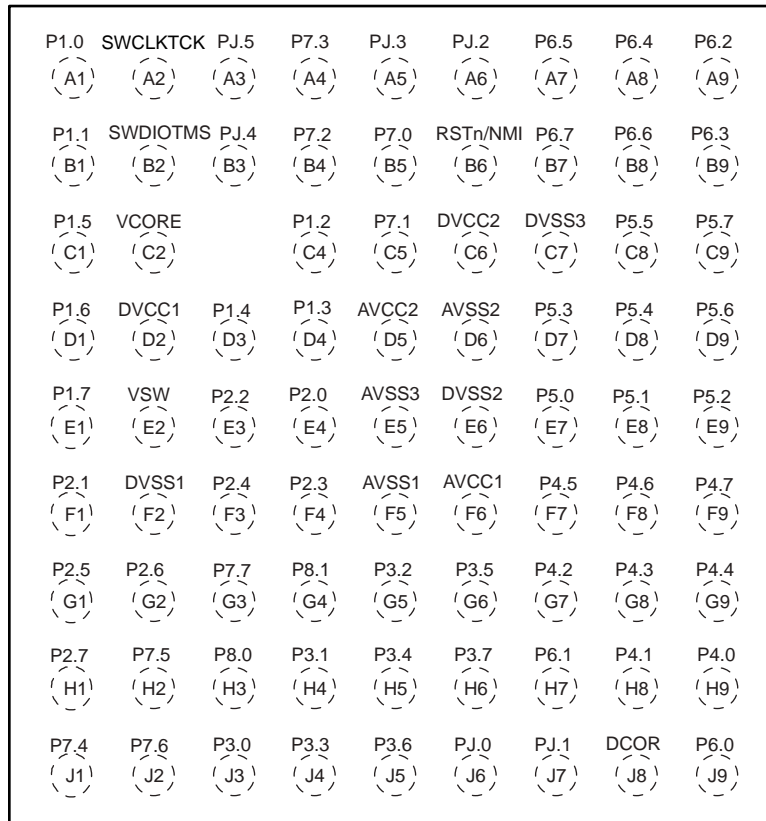 P1.0 SWCLKTCK PJ.5 P7.3 PJ.3 PJ.2 P6.5 P6.4 P6.2
A1 A2 A3 A4 A5 A6 A7 A8 A9
P1.1 SWDIOTMS PJ.4 P7.2 P7.0 RSTn/NMI P6.7 P6.6 P6.3
B1 B2 B3 B4 B5 B6 B7 B8 B9
P1.5 VCORE P1.2 P7.1 DVCC2 DVSS3 P5.5 P5.7
C1 C2 C4 C5 C6 C7 C8 C9
P1.6 DVCC1 P1.4 P1.3 AVCC2 AVSS2 P5.3 P5.4 P5.6
D1 D2 D3 D4 D5 D6 D7 D8 D9
P1.7 VSW P2.2 P2.0 AVSS3 DVSS2 P5.0 P5.1 P5.2
E1 E2 E3 E4 E5 E6 E7 E8 E9
P2.1 DVSS1 P2.4 P2.3 AVSS1 AVCC1 P4.5 P4.6 P4.7
F1 F2 F3 F4 F5 F6 F7 F8 F9
P2.5 P2.6 P7.7 P8.1 P3.2 P3.5 P4.2 P4.3 P4.4
G1 G2 G3 G4 G5 G6 G7 G8 G9
P2.7 P7.5 P8.0 P3.1 P3.4 P3.7 P6.1 P4.1 P4.0
H1 H2 H3 H4 H5 H6 H7 H8 H9
P7.4 P7.6 P3.0 P3.3 P3.6 PJ.0 PJ.1 DCOR P6.0
J1 J2 J3 J4 J5 J6 J7 J8 J9